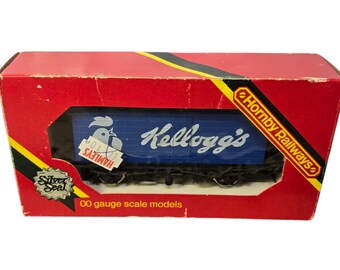 Kellogg's
HAMLEYS
Hornby Railways
Silver
Seal
00 gauge scale models